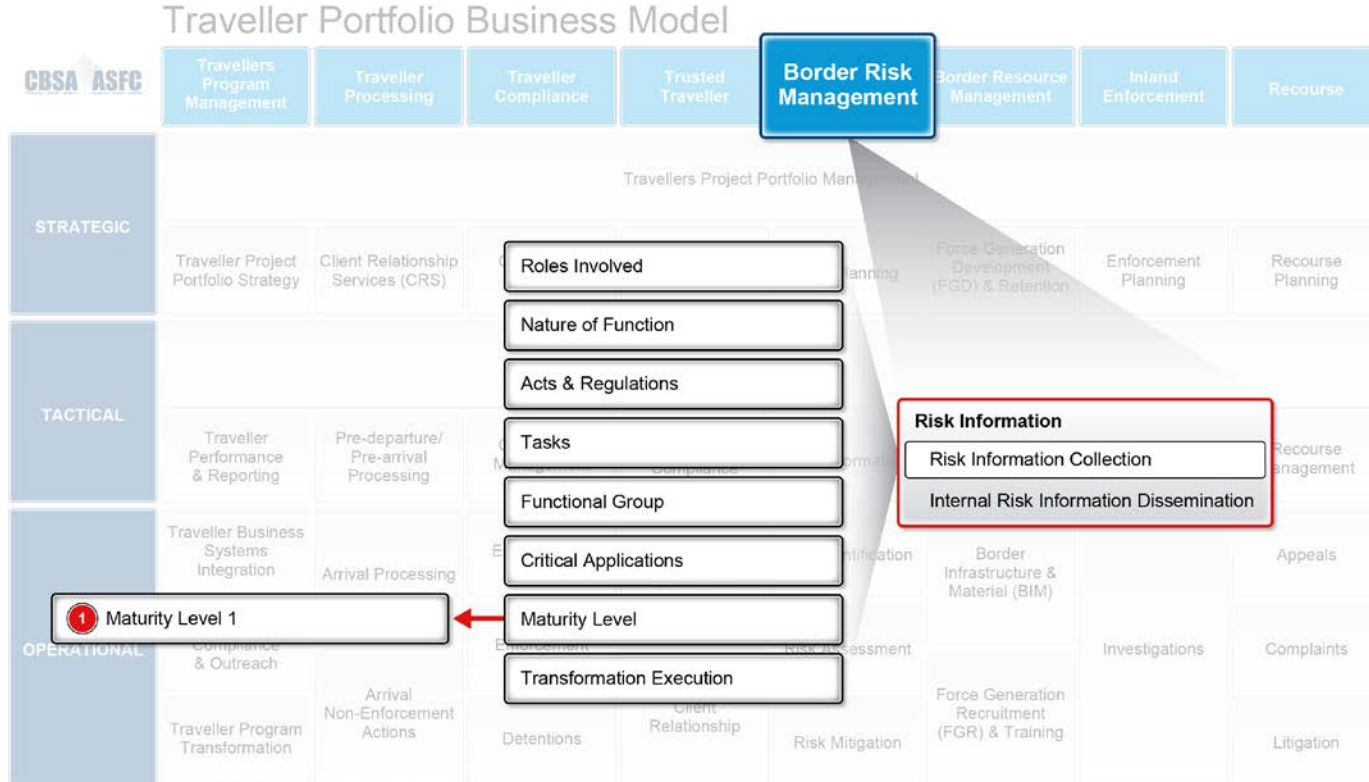 Traveller Portfolio Business Model
CBSA ASFC
Travellers
Program
Management
Traveller
Processing
Traveller
Compliance
Trusted
Traveller
Border Risk
Management
Border Resource
Management
Inland
Enforcement
Recourse
STRATEGIC
Travellers Project Portfolio Management
Traveller Project
Portfolio Strategy
Client Relationship
Services (CRS)
Force Generation
Development
(FGD) & Retention
Enforcement
Planning
Recourse
Planning
Roles Involved
Nature of Function
Acts & Regulations
Tasks
Functional Group
Critical Applications
Maturity Level
Transformation Execution
TACTICAL
Traveller
Performance
& Reporting
Pre-departure/
Pre-arrival
Processing
Compliance
Risk Information
Risk Information Collection
Internal Risk Information Dissemination
Recourse
OPERATIONAL
Traveller Business
Systems
Integration
Arrival Processing
Border
Infrastructure &
Materiel (BIM)
Appeals
1 Maturity Level 1
Compliance
& Outreach
Enforcement
Risk Assessment
Investigations
Complaints
Traveller Program
Transformation
Arrival
Non-Enforcement
Actions
Detentions
Client
Relationship
Risk Mitigation
Force Generation
Recruitment
(FGR) & Training
Litigation